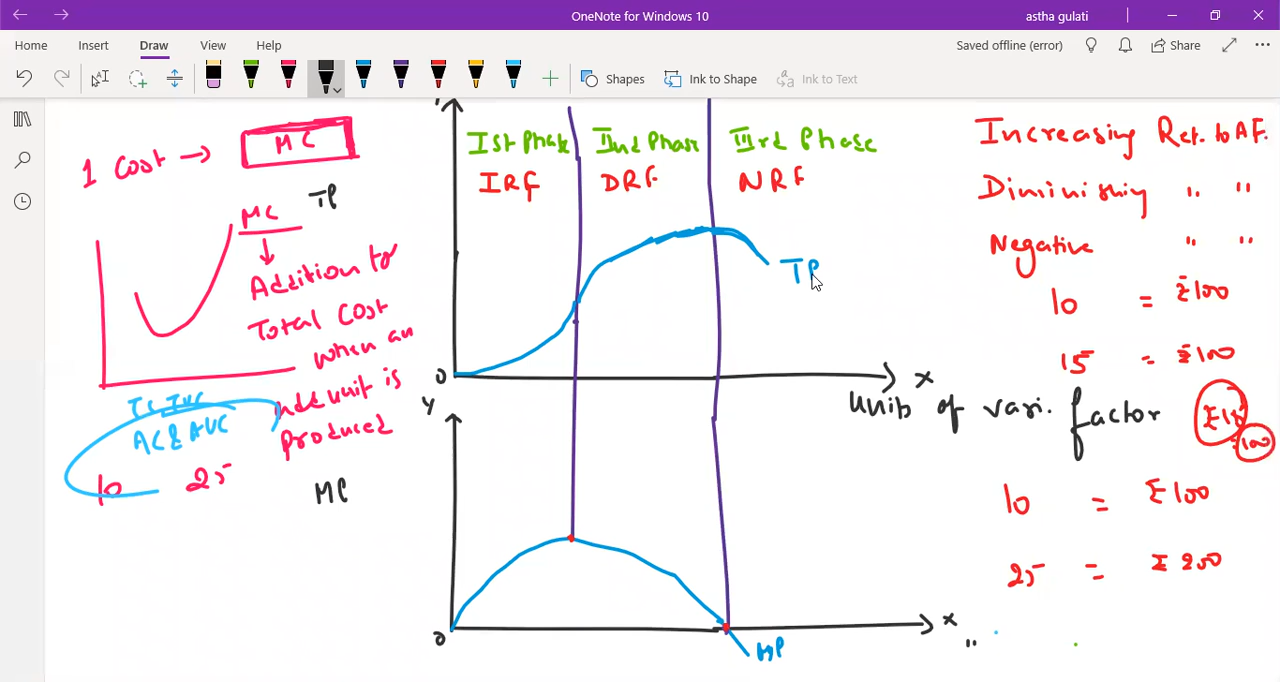 OneNote for Windows 10
astha gulati
Home Insert Draw View Help
Saved offline (error)
Share
Shapes
Ink to Shape
Ink to Text
1 Cost → MC
TP
MC
Addition to
Total Cost
when an
unit is
produced
AC & AVC
10 25
MP
Ist Phase
IRF
IInd Phase
DRF
IIIrd Phase
NRF
TP
O
X
Units of vari. factor
Y
O
X
MP
"
Increasing Ret. to A F.
Diminishing " "
Negative " "
10 = ₹100
15 = ₹100
100
10 = ₹100
25 = ₹200